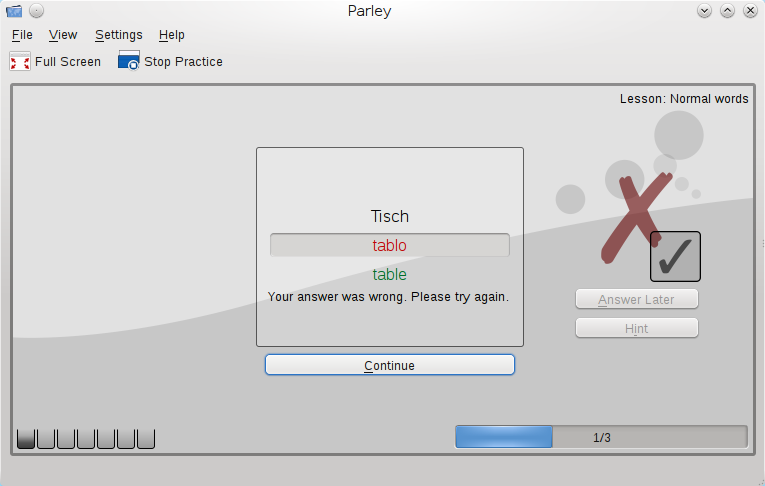 Parley
File View Settings Help
Full Screen Stop Practice
Lesson: Normal words
Tisch
tablo
table
Your answer was wrong. Please try again.
Answer Later
Hint
Continue
1/3